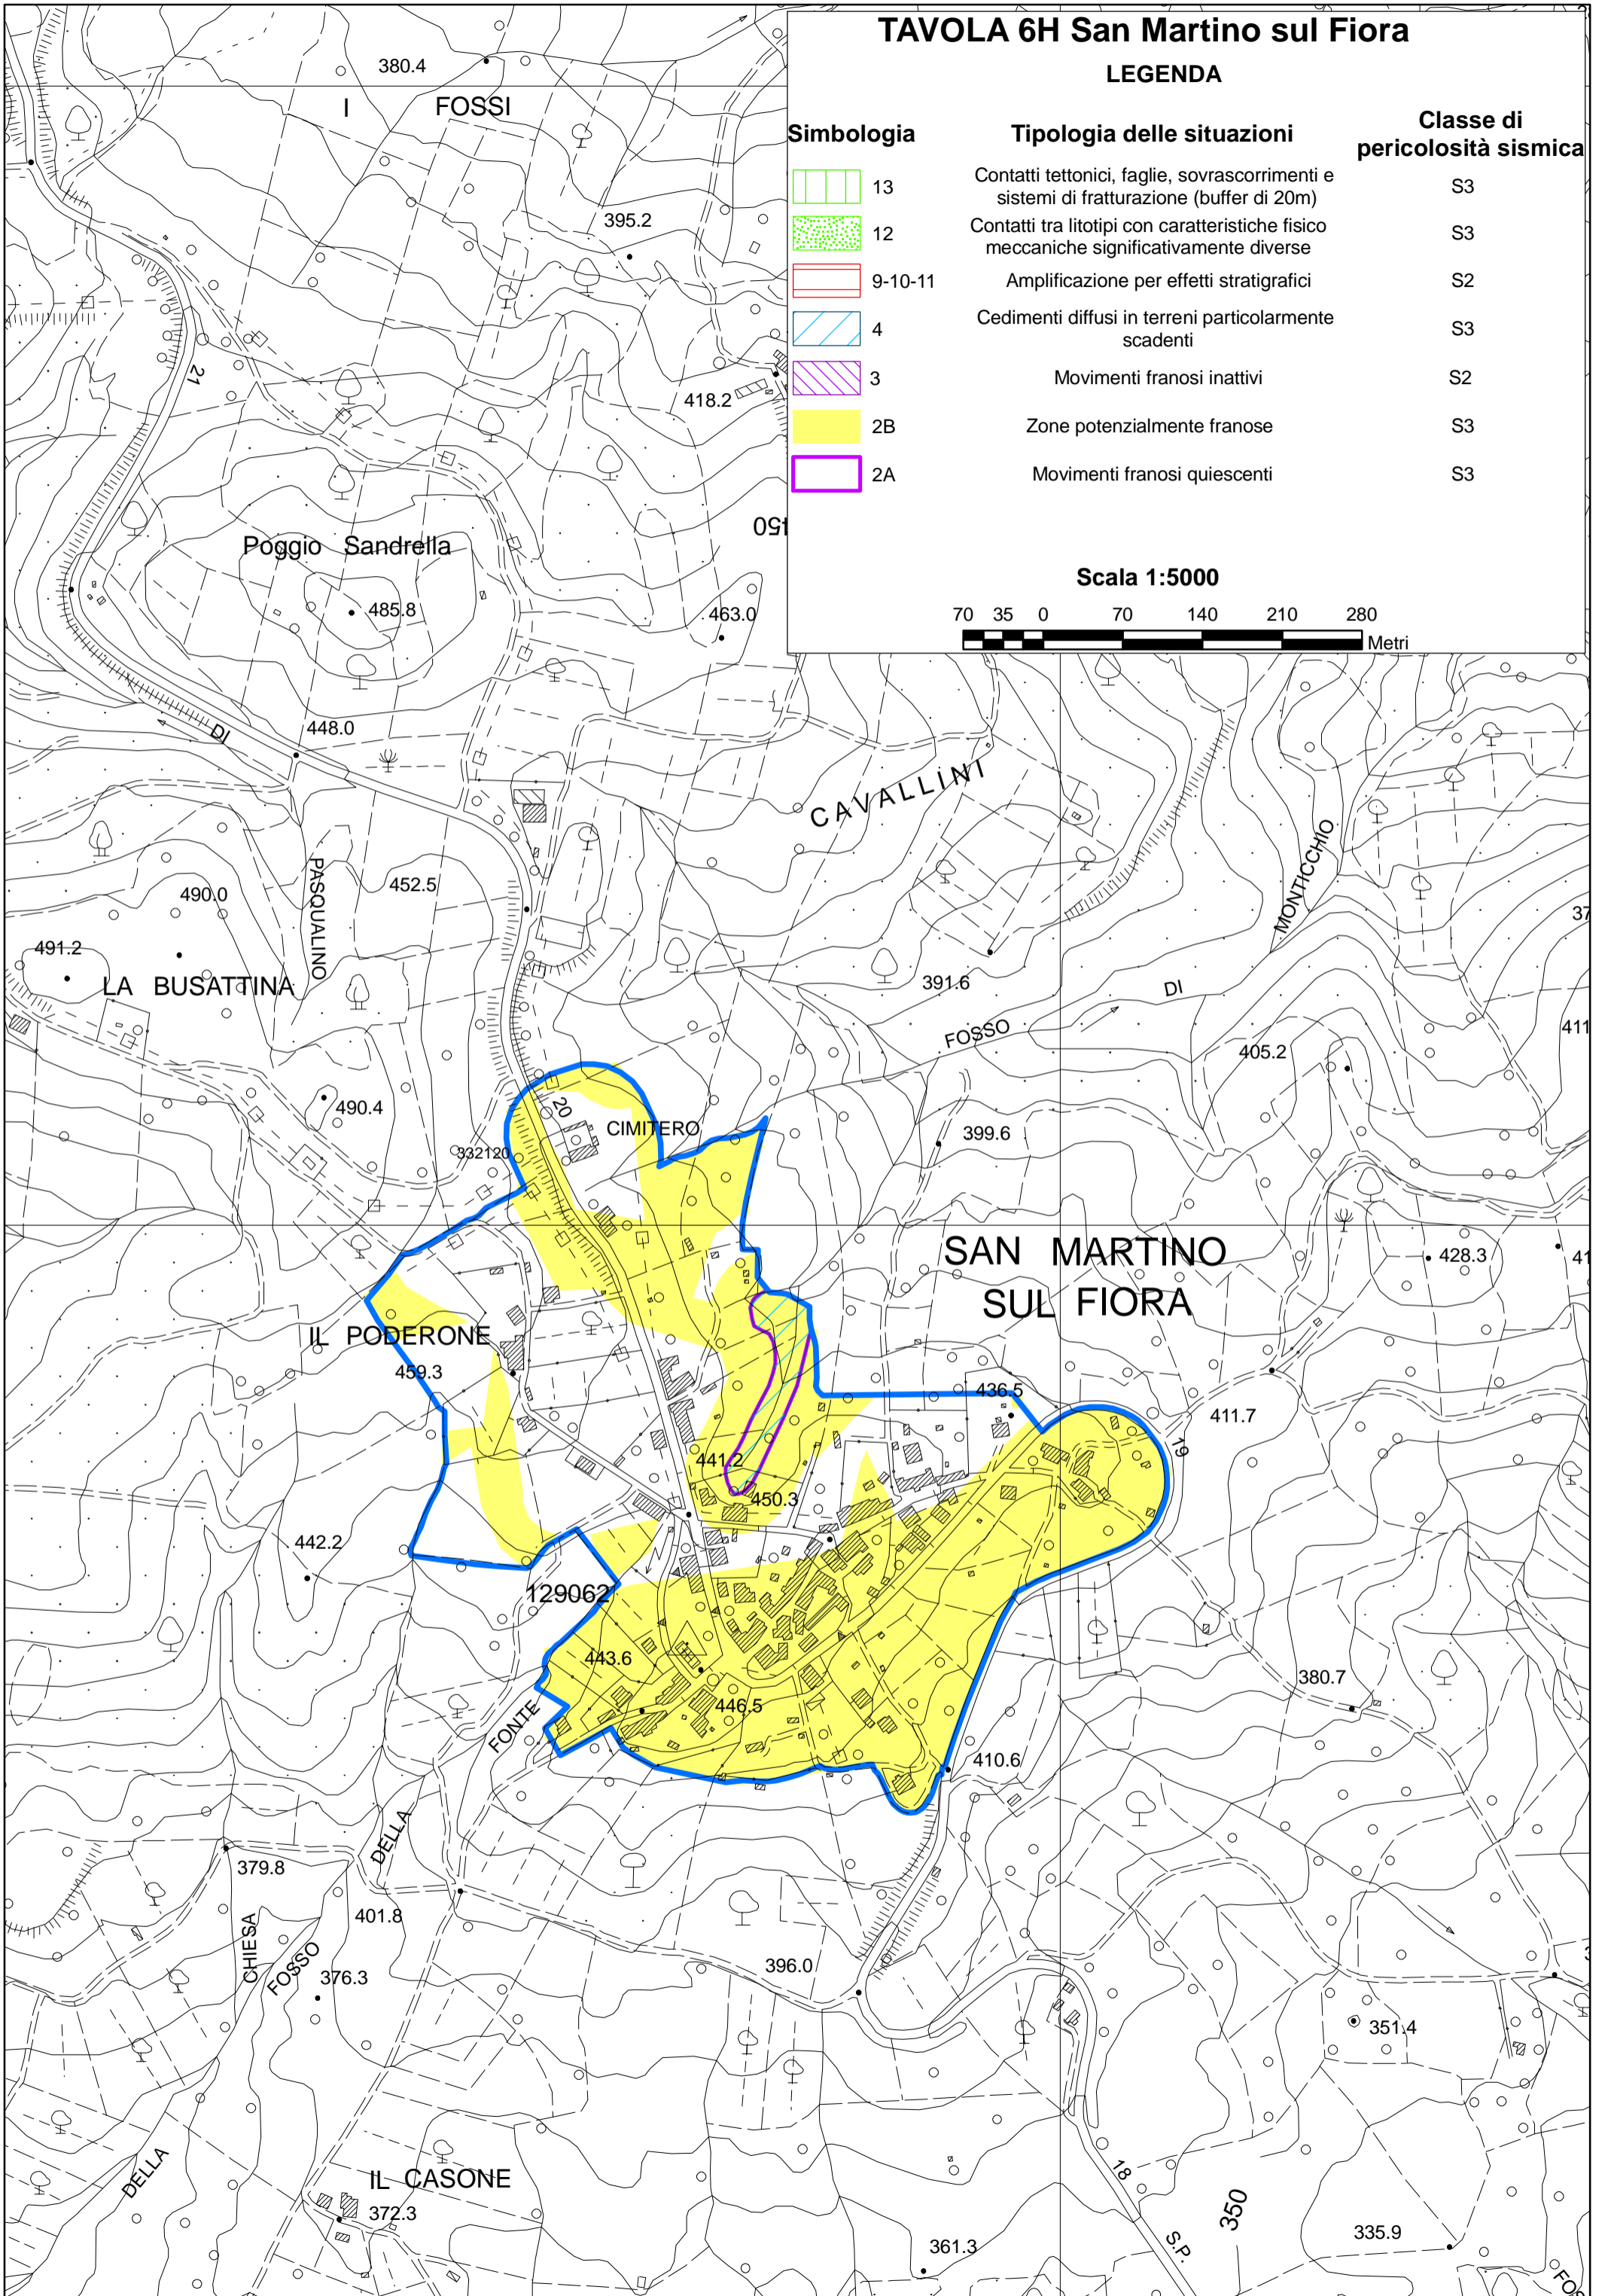 TAVOLA 6H San Martino sul Fiora
LEGENDA
Simbologia
Tipologia delle situazioni
Classe di
pericolosità sismica
13
Contatti tettonici, faglie, sovrascorrimenti e
sistemi di fratturazione (buffer di 20m)
S3
12
Contatti tra litotipi con caratteristiche fisico
meccaniche significativamente diverse
S3
9-10-11
Amplificazione per effetti stratigrafici
S2
4
Cedimenti diffusi in terreni particolarmente
scadenti
S3
3
Movimenti franosi inattivi
S2
2B
Zone potenzialmente franose
S3
2A
Movimenti franosi quiescenti
S3
Scala 1:5000
70 35 0 70 140 210 280
Metri
380.4
I FOSSI
395.2
21
418.2
450
Poggio Sandrella
485.8
463.0
DI
448.0
CAVALLINI
MONTICCHIO
PASQUALINO
452.5
490.0
491.2
LA BUSATTINA
37
391.6
DI
FOSSO
411
405.2
490.4
20
CIMITERO
399.6
332120
SAN MARTINO
SUL FIORA
428.3
41
IL PODERONE
459.3
436.5
411.7
19
441.2
450.3
442.2
129062
443.6
446.5
380.7
FONTE
410.6
DELLA
379.8
401.8
CHIESA
FOSSO
376.3
396.0
351.4
DELLA
IL CASONE
372.3
18
S.P.
350
335.9
361.3